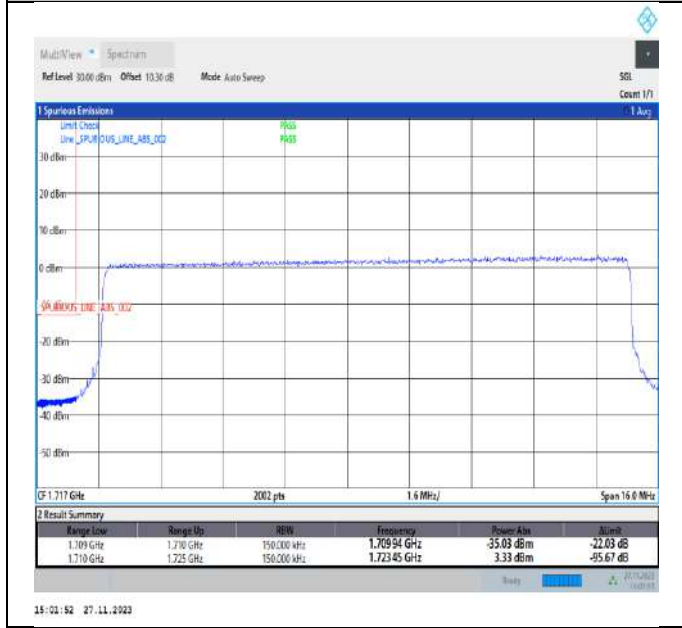 MultiView Spectrum
Ref Level 30.00 dBm Offset 10.30 dB Mode Auto Sweep SGL
Count 1/1
1 Spurious Emissions 1 Avg
Limit Check PASS
Line _SPURIOUS_LINE_ABS_002 PASS
30 dBm
20 dBm
10 dBm
0 dBm
_SPURIOUS_LINE_ABS_002
-20 dBm
-30 dBm
-40 dBm
-50 dBm
CF 1.717 GHz 2002 pts 1.6 MHz/ Span 16.0 MHz
2 Result Summary
Range Low Range Up RBW Frequency Power Abs ΔLimit
1.709 GHz 1.710 GHz 150.000 kHz 1.70994 GHz -35.03 dBm -22.03 dB
1.710 GHz 1.725 GHz 150.000 kHz 1.72345 GHz 3.33 dBm -95.67 dB
Ready 27.11.2023
15:01:52 27.11.2023